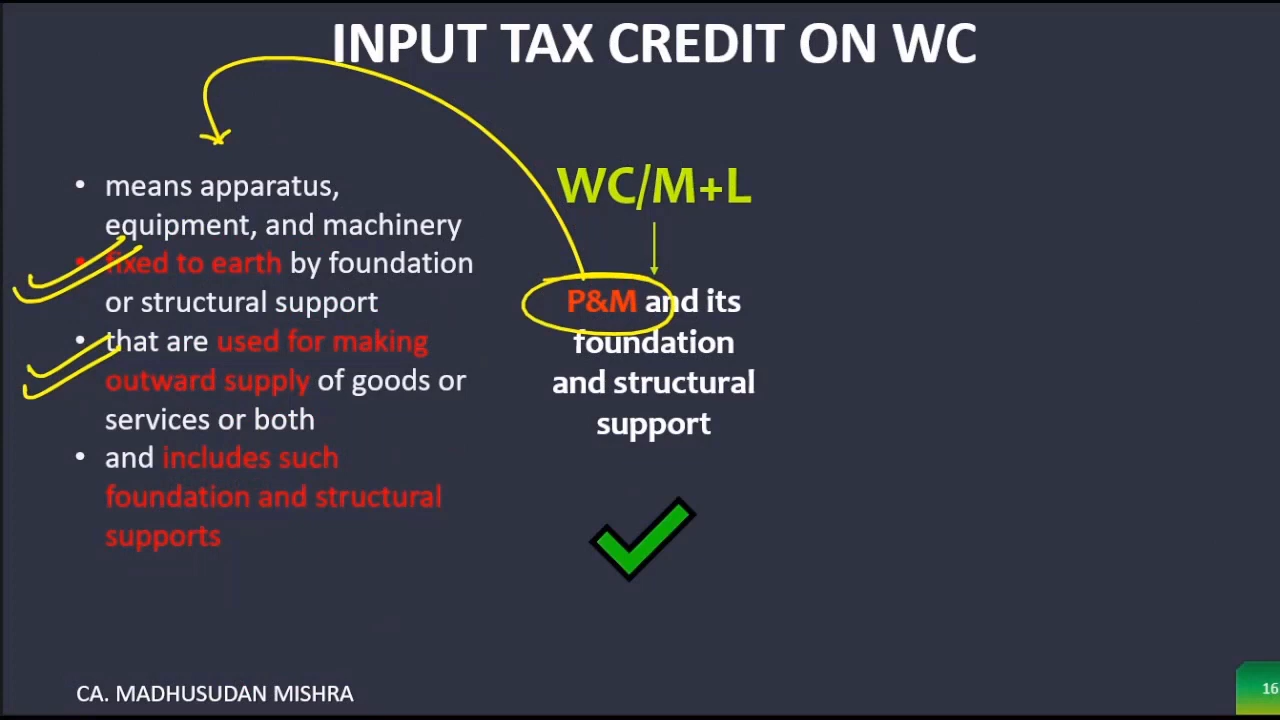 INPUT TAX CREDIT ON WC
• means apparatus,
equipment, and machinery
• fixed to earth by foundation
or structural support
• that are used for making
outward supply of goods or
services or both
• and includes such
foundation and structural
supports
WC/M+L
P&M and its
foundation
and structural
support
CA. MADHUSUDAN MISHRA
16